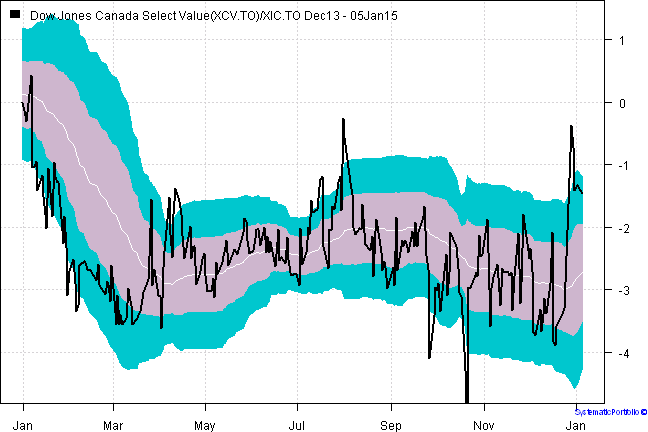 Dow Jones Canada Select Value(XCV.TO)/XIC.TO Dec13 - 05Jan15
1
0
-1
-2
-3
-4
Jan Mar May Jul Sep Nov Jan
SystematicPortfolio ©